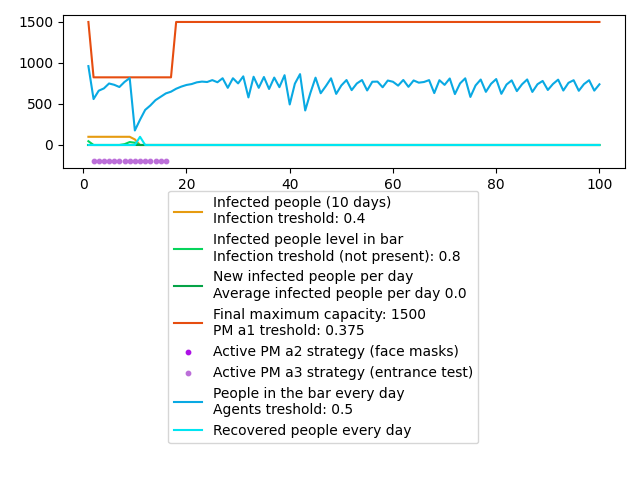 1500
1000
500
0
0 20 40 60 80 100
Infected people (10 days)
Infection treshold: 0.4
Infected people level in bar
Infection treshold (not present): 0.8
New infected people per day
Average infected people per day 0.0
Final maximum capacity: 1500
PM a1 treshold: 0.375
Active PM a2 strategy (face masks)
Active PM a3 strategy (entrance test)
People in the bar every day
Agents treshold: 0.5
Recovered people every day